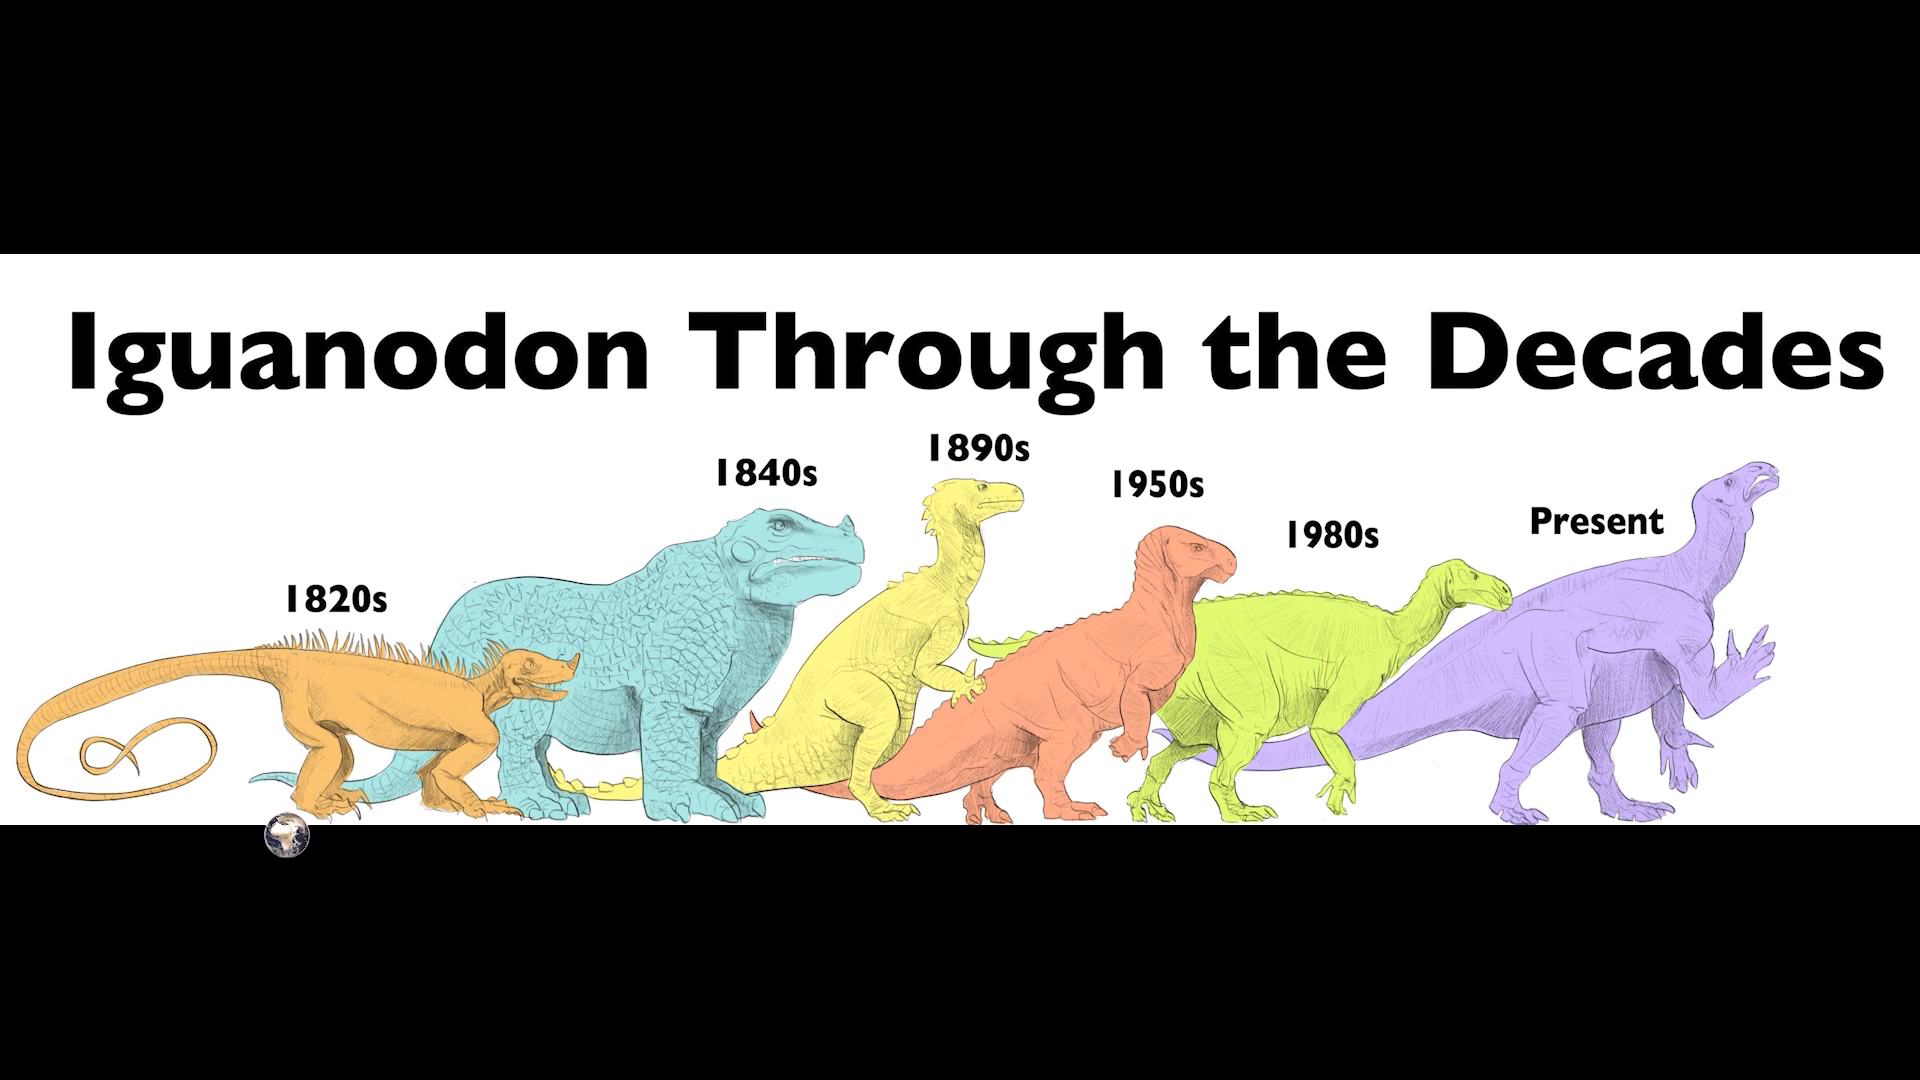 Iguanodon Through the Decades
1820s
1840s
1890s
1950s
1980s
Present